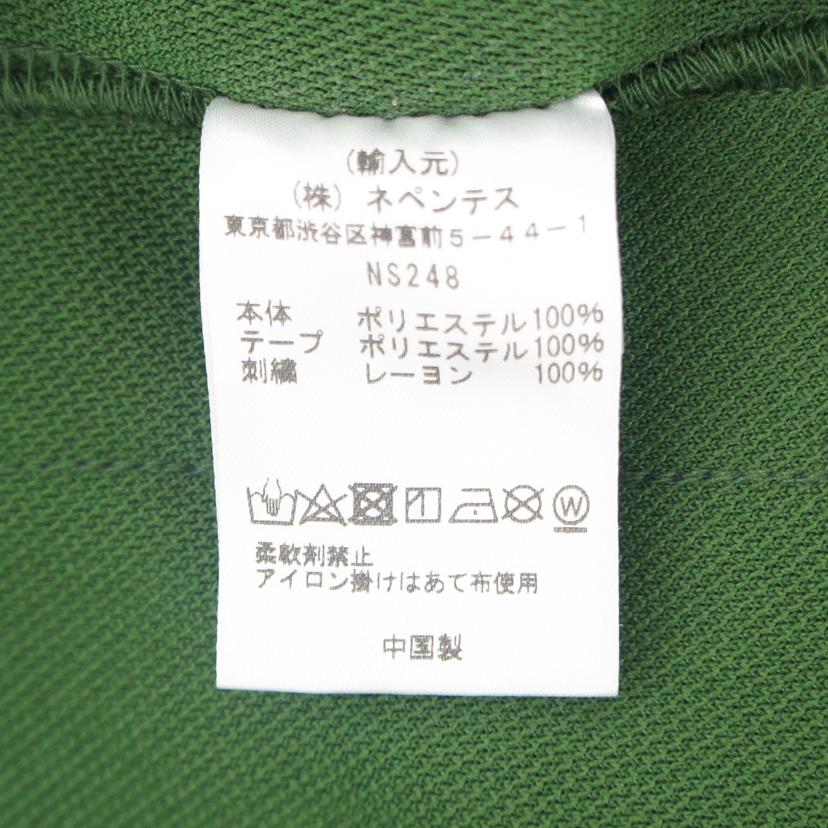 (輸入元)
(株) ネペンテス
東京都渋谷区神宮前5-44-1
NS248
本体 ポリエステル100%
テープ ポリエステル100%
刺繍 レーヨン 100%
W
柔軟剤禁止
アイロン掛けはあて布使用
中国製